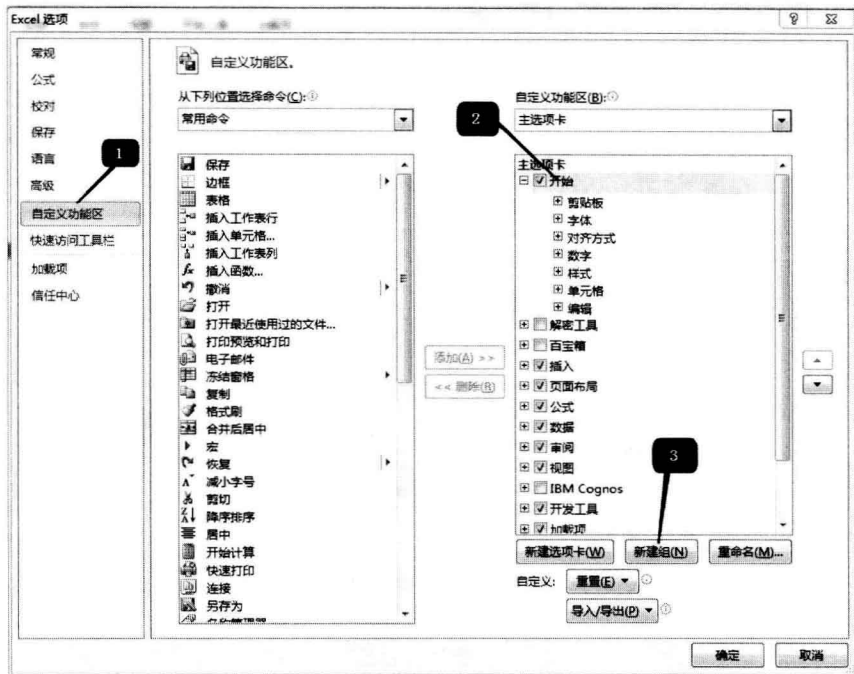 Excel 选项
常规
公式
校对
保存
语言
高级
自定义功能区
快速访问工具栏
加载项
信任中心
1
自定义功能区。
从下列位置选择命令(C):
常用命令
保存
边框
表格
插入工作表行
插入单元格...
插入工作表列
插入函数...
撤消
打开
打开最近使用过的文件...
打印预览和打印
电子邮件
冻结窗格
复制
格式刷
合并后居中
宏
恢复
减小字号
剪切
降序排序
居中
开始计算
快速打印
连接
另存为
名称管理器
添加(A) >>
<< 删除(R)
2
自定义功能区(B):
主选项卡
主选项卡
开始
剪贴板
字体
对齐方式
数字
样式
单元格
编辑
解密工具
百宝箱
插入
页面布局
公式
数据
审阅
视图
IBM Cognos
开发工具
加载项
3
新建选项卡(W) 新建组(N) 重命名(M)...
自定义: 重置(E)
导入/导出(P)
确定 取消